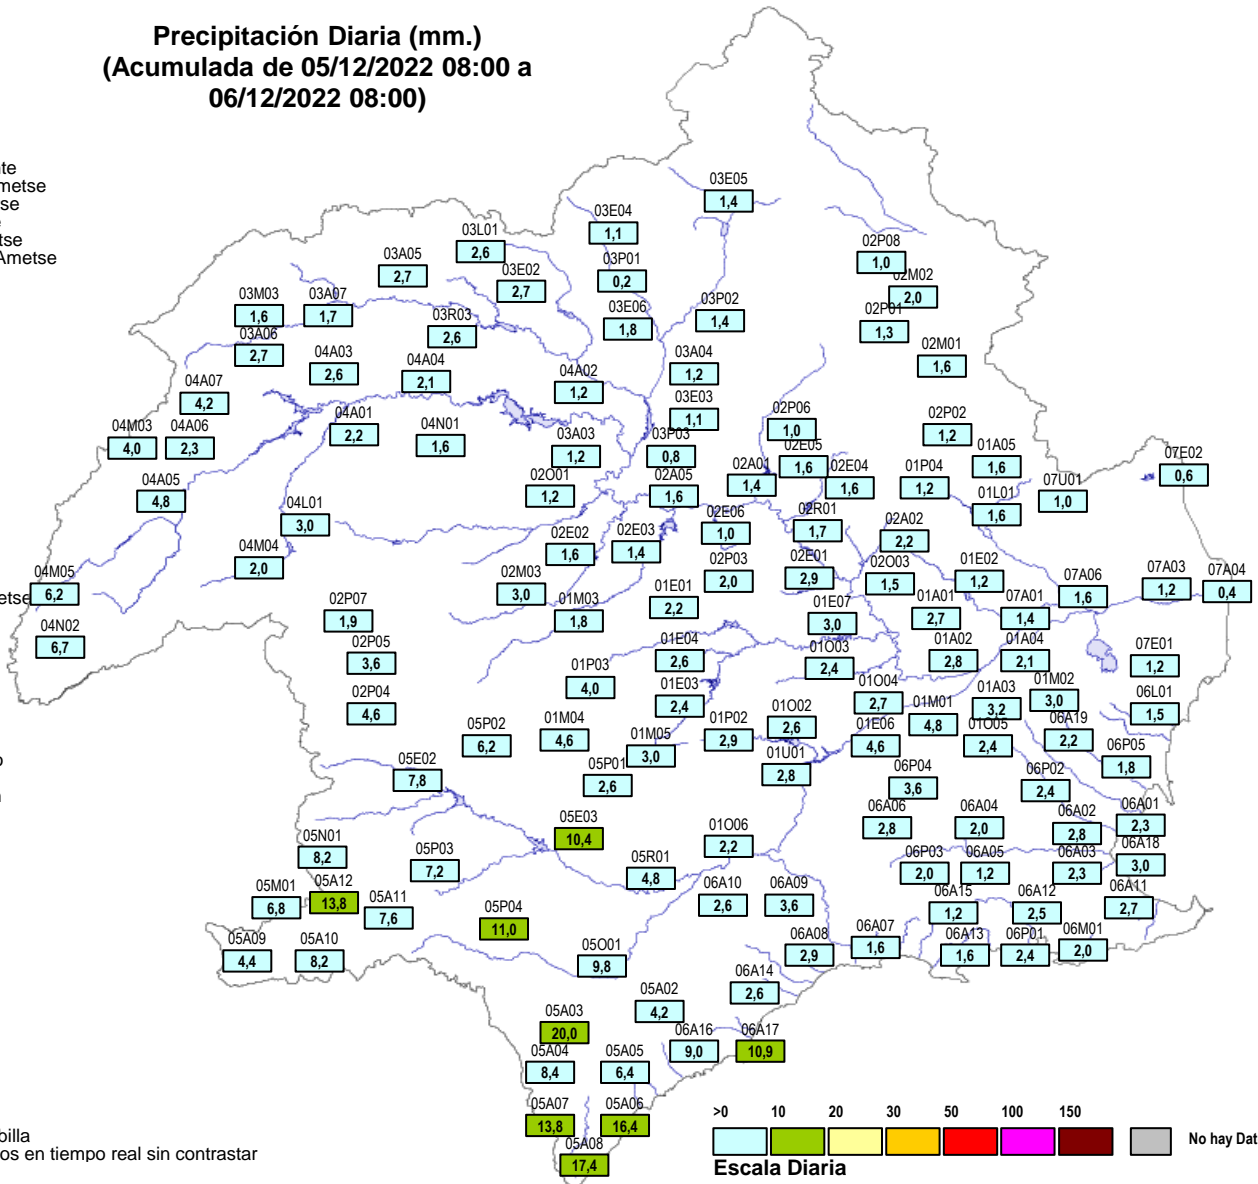 Precipitación Diaria (mm.)
(Acumulada de 05/12/2022 08:00 a
06/12/2022 08:00)
03E05
1,4
03E04
1,1
03L01
2,6
03A05
2,7
03E02
2,7
03P01
0,2
02P08
1,0
02M02
2,0
03M03
1,6
03A07
1,7
03R03
2,6
03E06
1,8
03P02
1,4
02P01
1,3
03A06
2,7
04A03
2,6
04A04
2,1
04A02
1,2
03A04
1,2
02M01
1,6
04A07
4,2
03E03
1,1
04M03
4,0
04A06
2,3
04A01
2,2
04N01
1,6
03A03
1,2
03P03
0,8
02P06
1,0
02E05
1,6
02P02
1,2
01A05
1,6
07E02
0,6
04A05
4,8
02O01
1,2
02A05
1,6
02A01
1,4
02E04
1,6
01P04
1,2
01L01
1,6
07U01
1,0
04L01
3,0
02E06
1,0
02R01
1,7
02A02
2,2
04M04
2,0
02E02
1,6
02E03
1,4
04M05
6,2
02M03
3,0
02P03
2,0
02E01
2,9
02O03
1,5
01E02
1,2
07A06
1,6
07A03
1,2
07A04
0,4
04N02
6,7
02P07
1,9
01M03
1,8
01E01
2,2
01E07
3,0
01A01
2,7
07A01
1,4
02P05
3,6
01E04
2,6
01O03
2,4
01A02
2,8
01A04
2,1
07E01
1,2
02P04
4,6
01P03
4,0
01E03
2,4
01O04
2,7
01A03
3,2
01M02
3,0
06L01
1,5
05P02
6,2
01M04
4,6
01M05
3,0
01P02
2,9
01O02
2,6
01E06
4,6
01M01
4,8
01O05
2,4
06A19
2,2
05E02
7,8
05P01
2,6
01U01
2,8
06P04
3,6
06P02
2,4
06P05
1,8
05E03
10,4
06A06
2,8
06A04
2,0
06A02
2,8
06A01
2,3
05N01
8,2
05P03
7,2
05R01
4,8
01O06
2,2
06P03
2,0
06A05
1,2
06A03
2,3
06A18
3,0
05M01
6,8
05A12
13,8
05A11
7,6
06A10
2,6
06A09
3,6
06A15
1,2
06A12
2,5
06A11
2,7
05P04
11,0
05A09
4,4
05A10
8,2
05O01
9,8
06A08
2,9
06A07
1,6
06A13
1,6
06P01
2,4
06M01
2,0
06A14
2,6
05A02
4,2
05A03
20,0
06A16
9,0
06A17
10,9
05A04
8,4
05A05
6,4
05A07
13,8
05A06
16,4
05A08
17,4
os en tiempo real sin contrastar
>0 10 20 30 50 100 150
No hay Dat
Escala Diaria